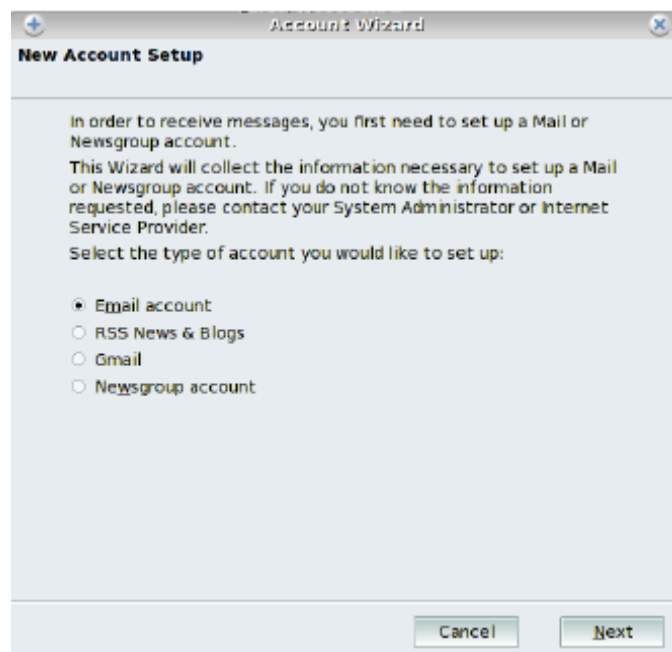 Account Wizard
New Account Setup
In order to receive messages, you first need to set up a Mail or
Newsgroup account.
This Wizard will collect the information necessary to set up a Mail
or Newsgroup account. If you do not know the information
requested, please contact your System Administrator or Internet
Service Provider.
Select the type of account you would like to set up:
Email account
RSS News & Blogs
Gmail
Newsgroup account
Cancel
Next